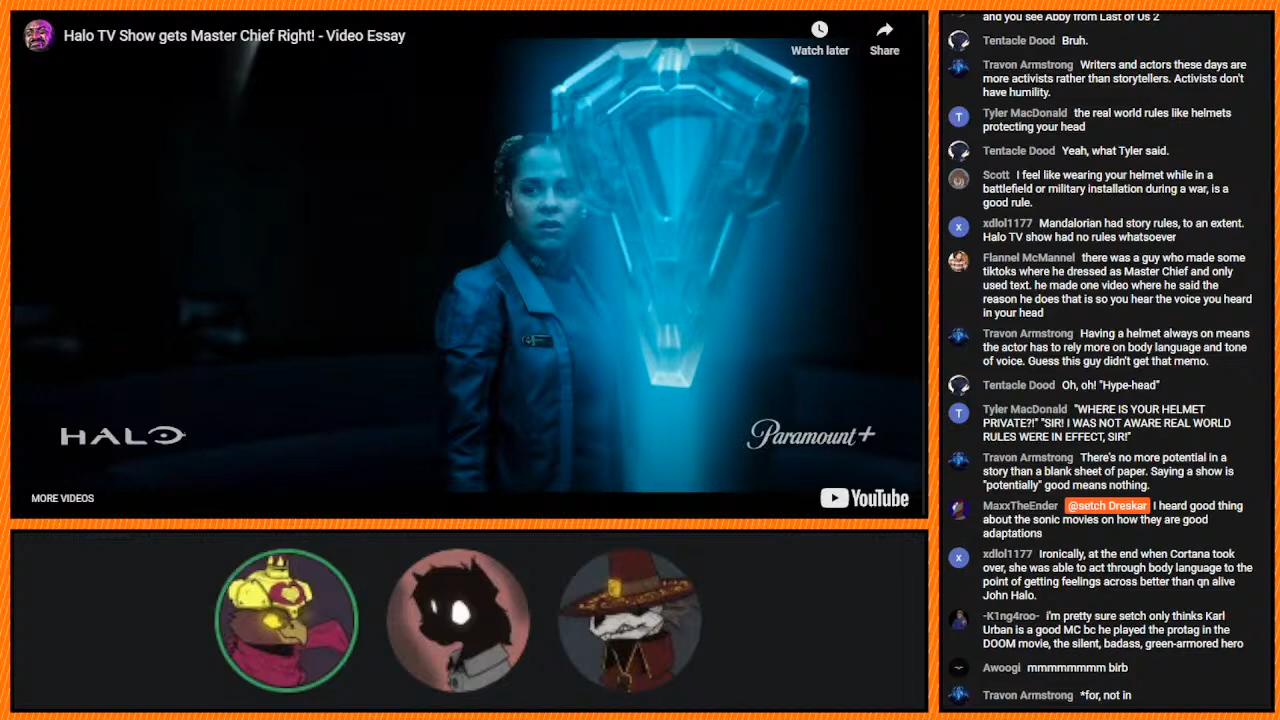 Halo TV Show gets Master Chief Right! - Video Essay
Watch later
Share
HALO
Paramount+
MORE VIDEOS
YouTube
and you see Abby from Last of Us 2
Tentacle Dood Bruh.
Travon Armstrong Writers and actors these days are
more activists rather than storytellers. Activists don't
have humility.
T
Tyler MacDonald the real world rules like helmets
protecting your head
Tentacle Dood Yeah, what Tyler said.
Scott I feel like wearing your helmet while in a
battlefield or military installation during a war, is a
good rule.
x
xdlol1177 Mandalorian had story rules, to an extent.
Halo TV show had no rules whatsoever
Flannel McMannel there was a guy who made some
tiktoks where he dressed as Master Chief and only
used text. he made one video where he said the
reason he does that is so you hear the voice you heard
in your head
Travon Armstrong Having a helmet always on means
the actor has to rely more on body language and tone
of voice. Guess this guy didn't get that memo.
Tentacle Dood Oh, oh! "Hype-head"
T
Tyler MacDonald "WHERE IS YOUR HELMET
PRIVATE?!" "SIR! I WAS NOT AWARE REAL WORLD
RULES WERE IN EFFECT, SIR!"
Travon Armstrong There's no more potential in a
story than a blank sheet of paper. Saying a show is
"potentially" good means nothing.
MaxxTheEnder @setch Dreskar I heard good thing
about the sonic movies on how they are good
adaptations
x
xdlol1177 Ironically, at the end when Cortana took
over, she was able to act through body language to the
point of getting feelings across better than qn alive
John Halo.
-K1ng4roo- i'm pretty sure setch only thinks Karl
Urban is a good MC bc he played the protag in the
DOOM movie, the silent, badass, green-armored hero
Awoogi mmmmmmmm birb
Travon Armstrong *for, not in